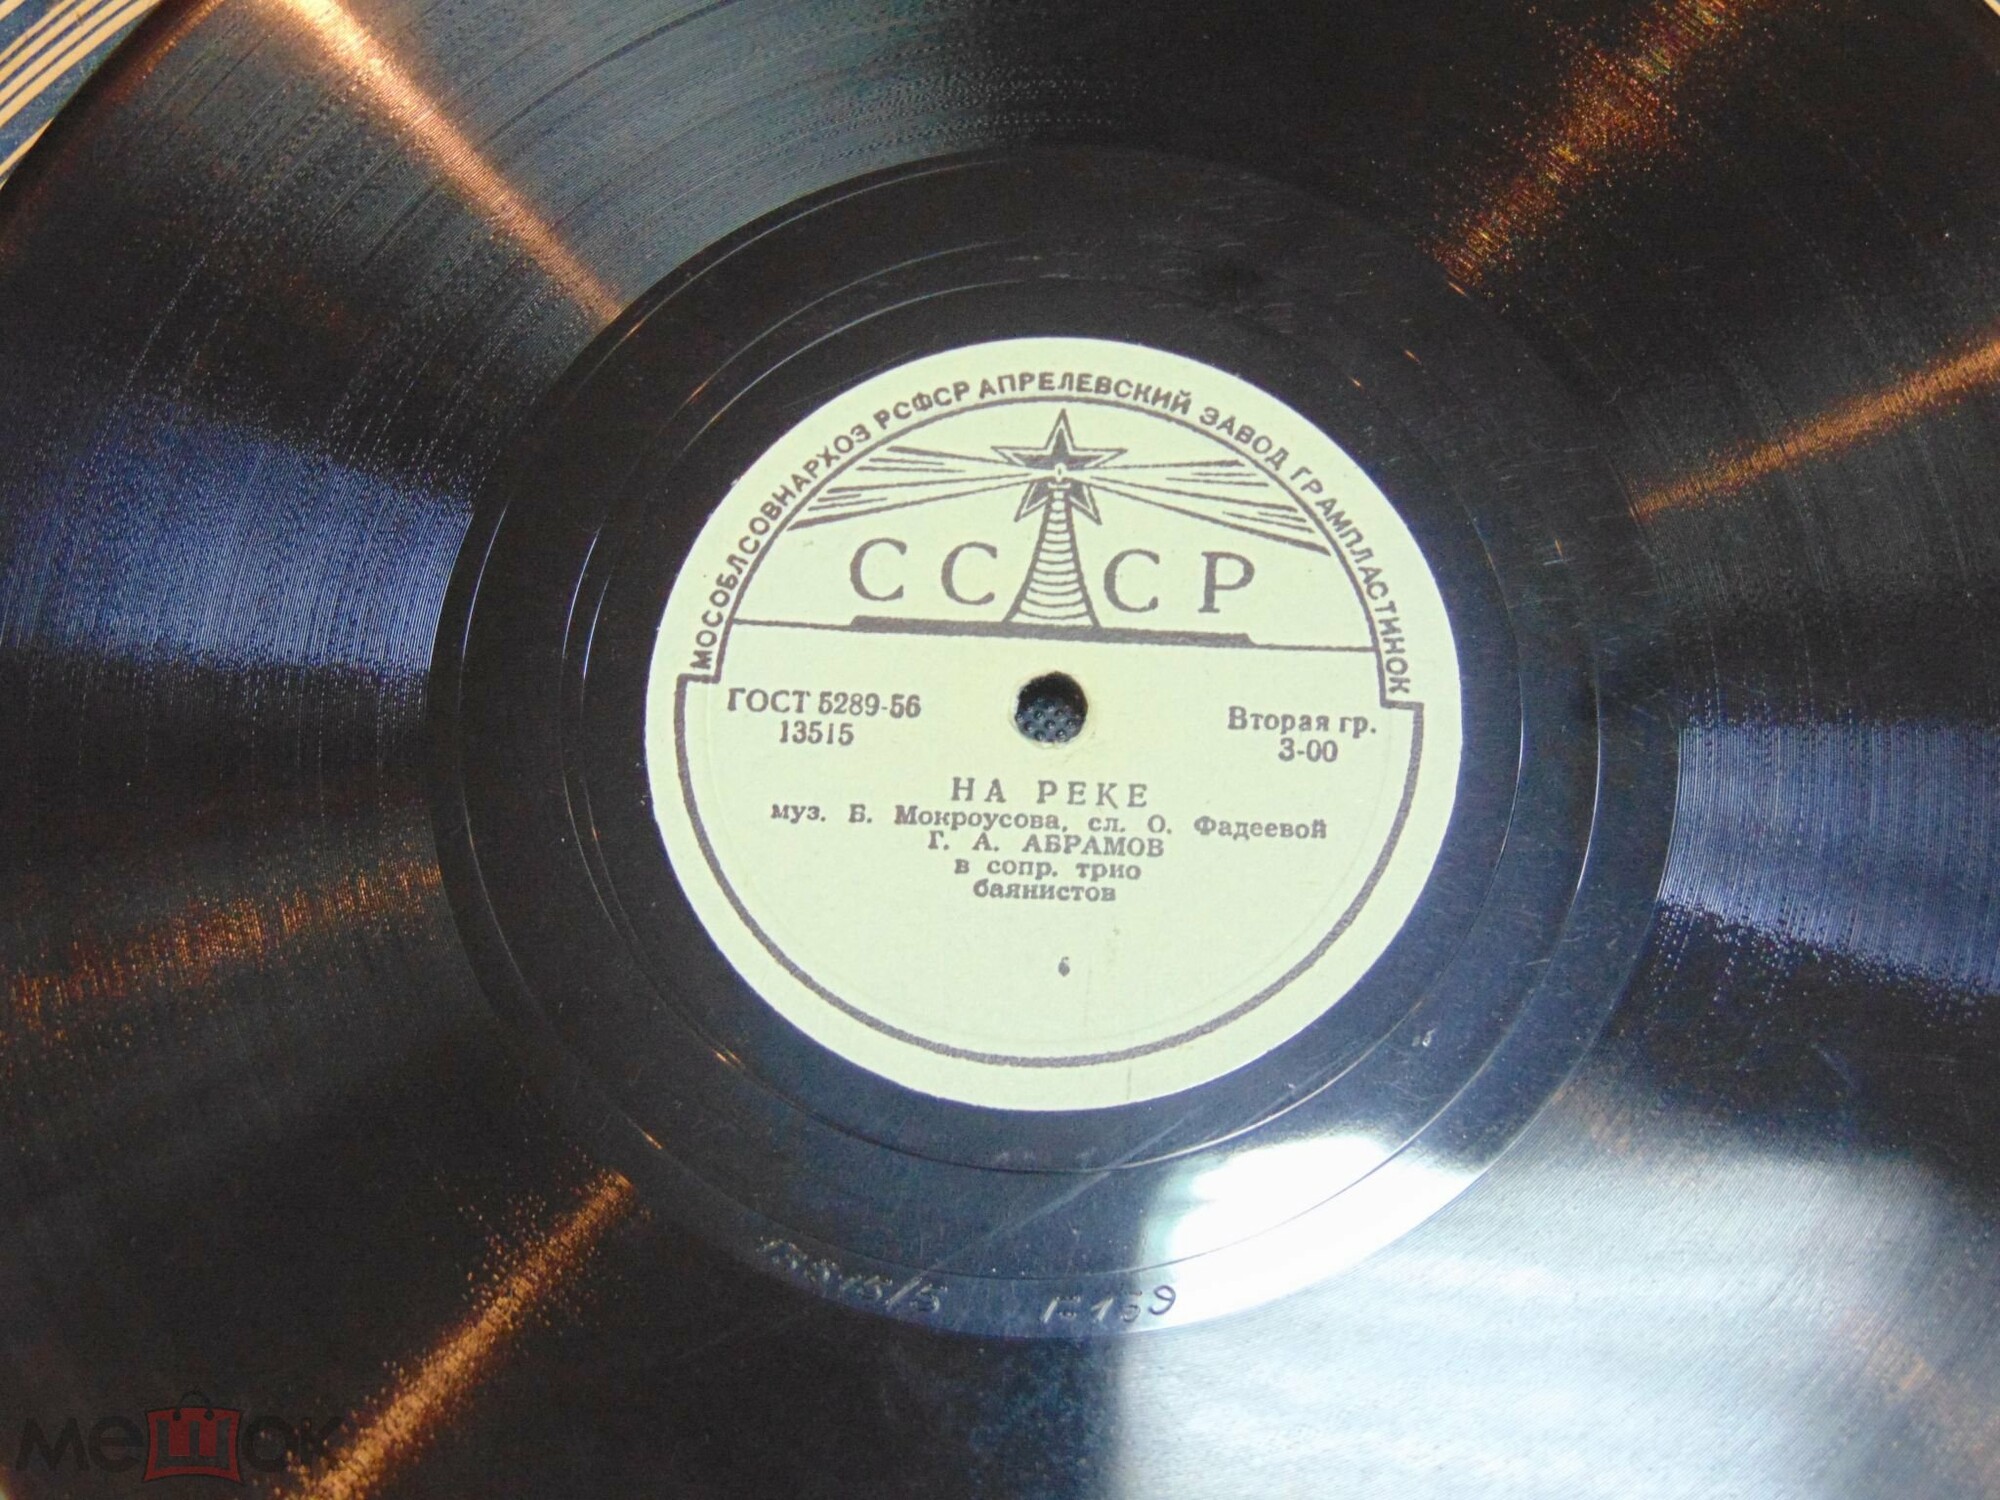 МОСОБЛСОВНАРХОЗ РСФСР АПРЕЛЕВСКИЙ ЗАВОД ГРАМПЛАСТИНОК
СССР
ГОСТ 5289-56
13515
Вторая гр.
3-00
НА РЕКЕ
муз. Б. Мокроусова, сл. О. Фадеевой
Г. А. АБРАМОВ
в сопр. трио
баянистов
6
мешок